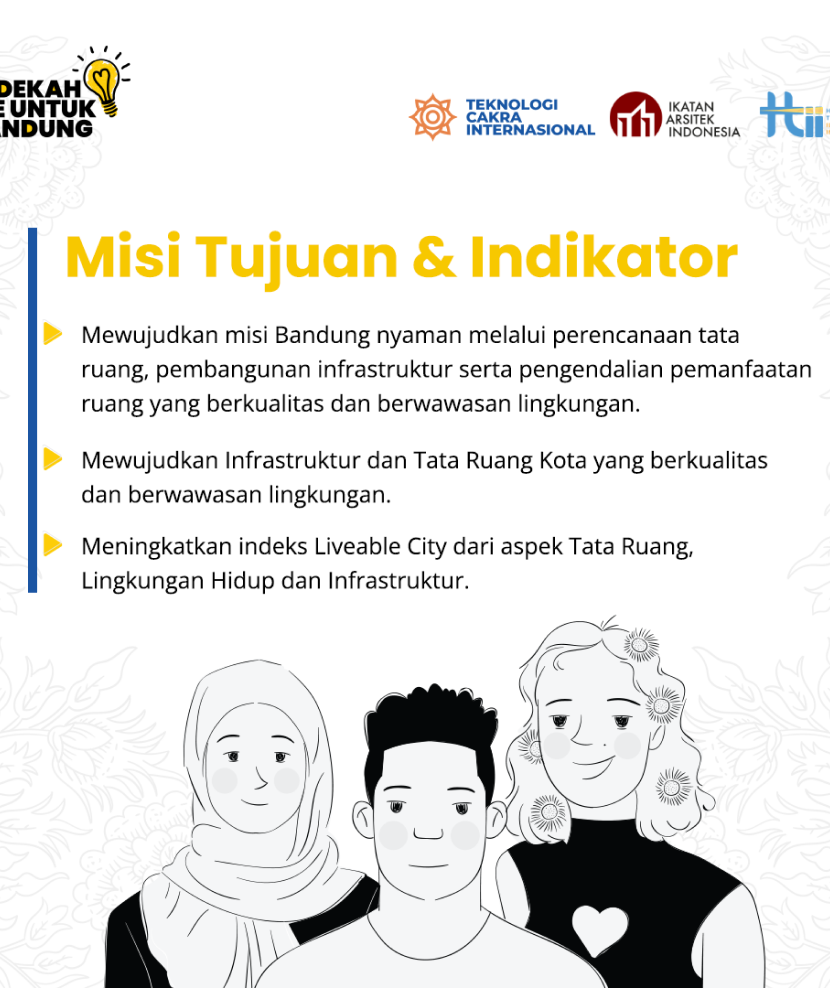 DEKAH
E UNTUK
ANDUNG
TEKNOLOGI
CAKRA
INTERNASIONAL
IKATAN
ARSITEK
INDONESIA
Misi Tujuan & Indikator
Mewujudkan misi Bandung nyaman melalui perencanaan tata
ruang, pembangunan infrastruktur serta pengendalian pemanfaatan
ruang yang berkualitas dan berwawasan lingkungan.
Mewujudkan Infrastruktur dan Tata Ruang Kota yang berkualitas
dan berwawasan lingkungan.
Meningkatkan indeks Liveable City dari aspek Tata Ruang,
Lingkungan Hidup dan Infrastruktur.